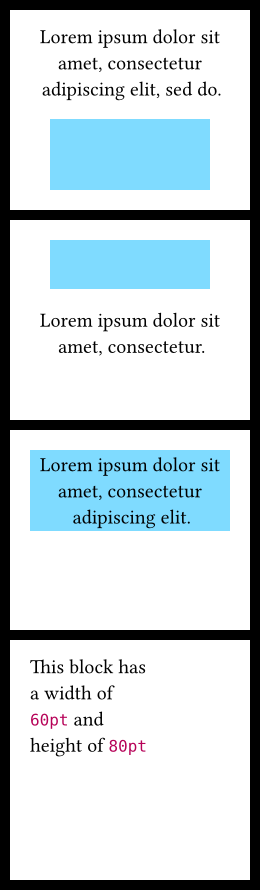 Lorem ipsum dolor sit
amet, consectetur
adipiscing elit, sed do.
Lorem ipsum dolor sit
amet, consectetur.
Lorem ipsum dolor sit
amet, consectetur
adipiscing elit.
This block has
a width of
60pt and
height of 80pt